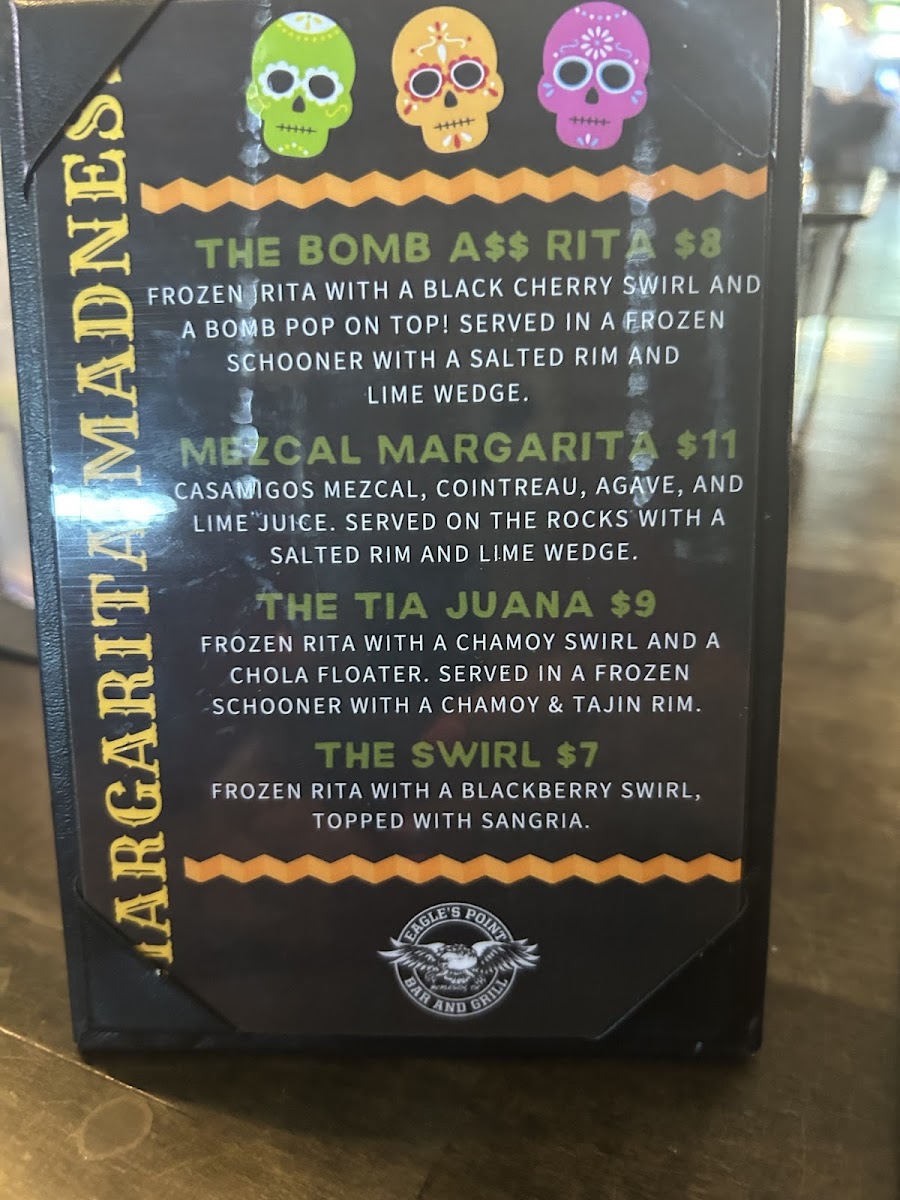 MARGARITA MADNESS
THE BOMB A$$ RITA $8
FROZEN RITA WITH A BLACK CHERRY SWIRL AND
A BOMB POP ON TOP! SERVED IN A FROZEN
SCHOONER WITH A SALTED RIM AND
LIME WEDGE.
MEZCAL MARGARITA $11
CASAMIGOS MEZCAL, COINTREAU, AGAVE, AND
LIME JUICE. SERVED ON THE ROCKS WITH A
SALTED RIM AND LIME WEDGE.
THE TIA JUANA $9
FROZEN RITA WITH A CHAMOY SWIRL AND A
CHOLA FLOATER. SERVED IN A FROZEN
SCHOONER WITH A CHAMOY & TAJIN RIM.
THE SWIRL $7
FROZEN RITA WITH A BLACKBERRY SWIRL,
TOPPED WITH SANGRIA.
EAGLE'S POINT
BAR AND GRILL